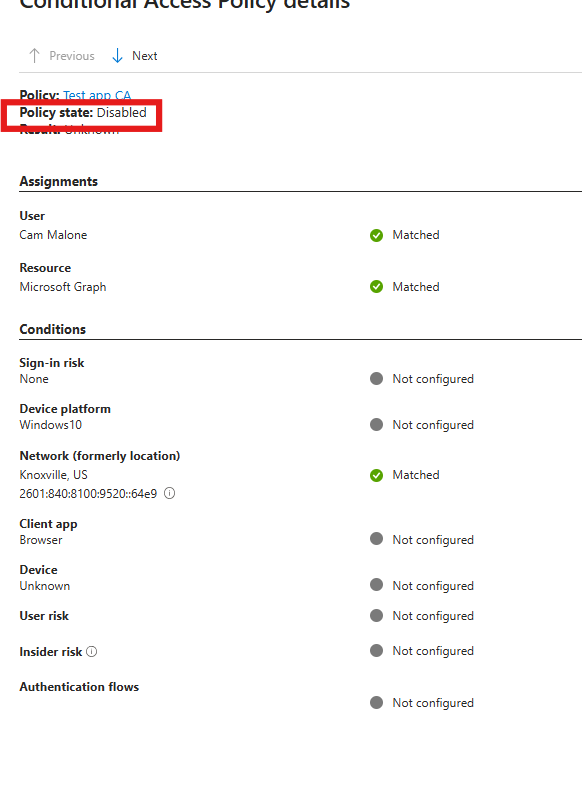 Conditional Access Policy details
Previous
Next
Policy: Test app CA
Policy state: Disabled
Result: Unknown
Assignments
User
Cam Malone
Matched
Resource
Microsoft Graph
Matched
Conditions
Sign-in risk
None
Not configured
Device platform
Windows10
Not configured
Network (formerly location)
Knoxville, US
Matched
2601:840:8100:9520::64e9
Client app
Browser
Not configured
Device
Unknown
Not configured
User risk
Not configured
Insider risk
Not configured
Authentication flows
Not configured